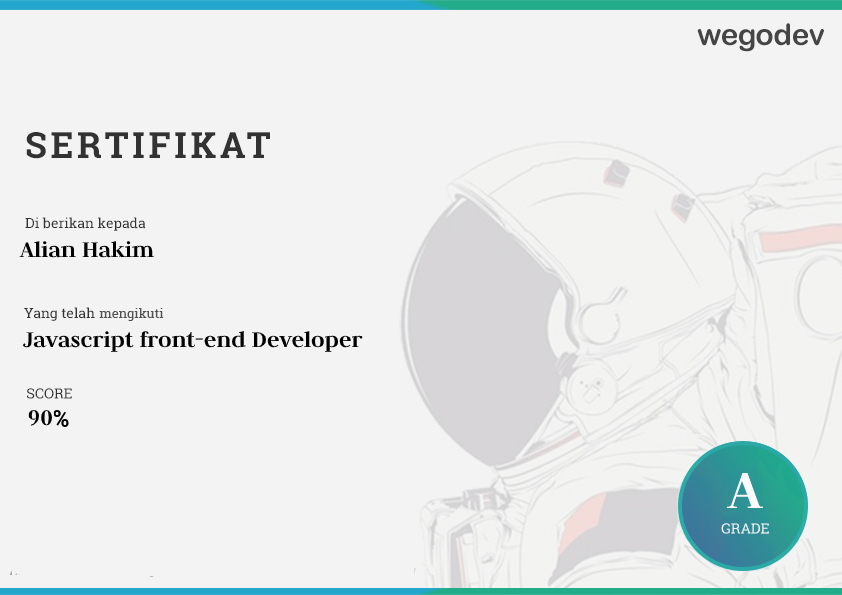 wegodev
SERTIFIKAT
Di berikan kepada
Alian Hakim
Yang telah mengikuti
Javascript front-end Developer
SCORE
90%
A
GRADE